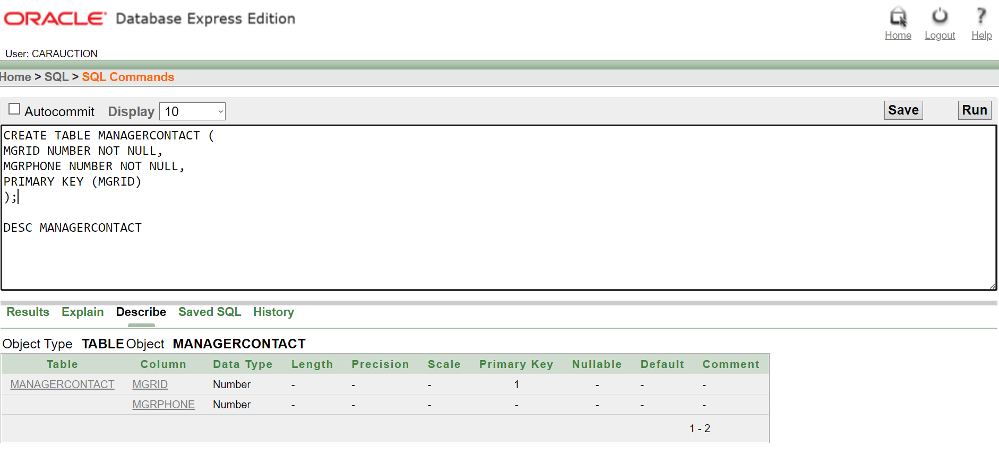 ORACLE Database Express Edition
Home Logout Help
User: CARAUCTION
Home > SQL > SQL Commands
Autocommit Display 10 Save Run
CREATE TABLE MANAGERCONTACT (
MGRID NUMBER NOT NULL,
MGRPHONE NUMBER NOT NULL,
PRIMARY KEY (MGRID)
);
DESC MANAGERCONTACT
Results Explain Describe Saved SQL History
Object Type TABLE Object MANAGERCONTACT
Table Column Data Type Length Precision Scale Primary Key Nullable Default Comment
MANAGERCONTACT MGRID Number - - - 1 - - -
MGRPHONE Number - - - - - - -
1 - 2